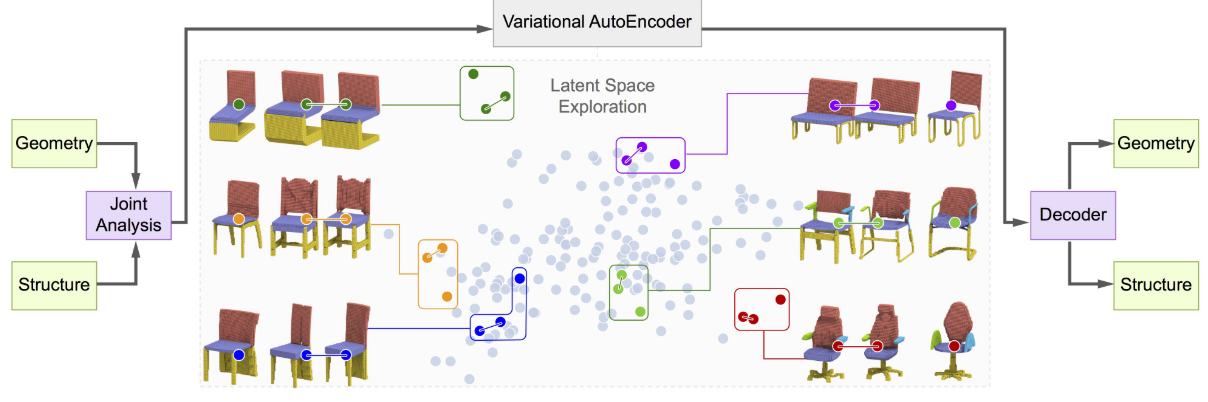 Variational AutoEncoder
Latent Space
Exploration
Geometry
Joint
Analysis
Structure
Geometry
Decoder
Structure